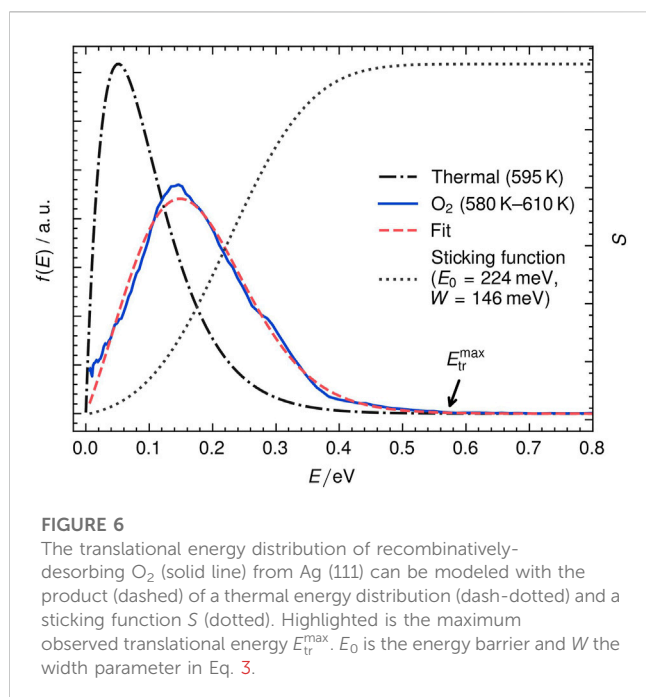 f(E) / a. u.
Thermal (595 K)
O₂ (580 K–610 K)
Fit
Sticking function
(E₀ = 224 meV,
W = 146 meV)
S
E_tr^max
0.0 0.1 0.2 0.3 0.4 0.5 0.6 0.7 0.8
E / eV
FIGURE 6
The translational energy distribution of recombinatively-
desorbing O₂ (solid line) from Ag (111) can be modeled with the
product (dashed) of a thermal energy distribution (dash-dotted) and a
sticking function S (dotted). Highlighted is the maximum
observed translational energy E_tr^max. E₀ is the energy barrier and W the
width parameter in Eq. 3.